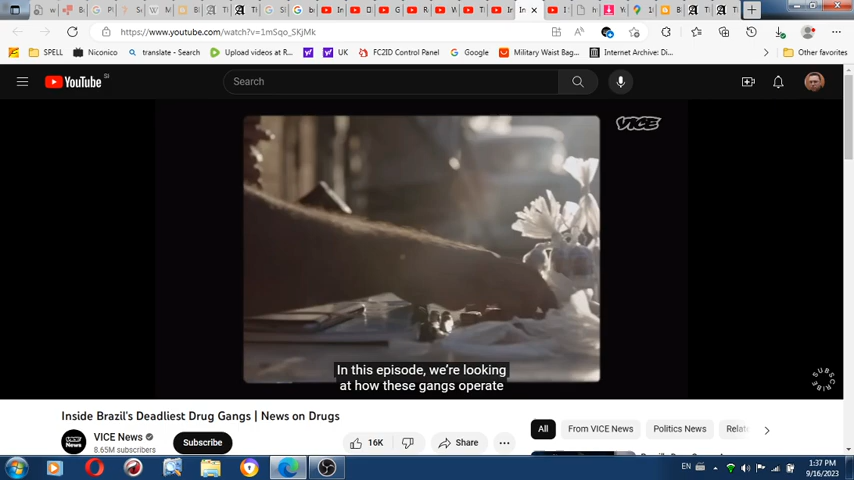 https://www.youtube.com/watch?v=1mSqo_SKjMk
SPELL
Niconico
translate - Search
Upload videos at R...
UK
FC2ID Control Panel
Google
Military Waist Bag...
Internet Archive: Di...
Other favorites
YouTube SI
Search
VICE
In this episode, we're looking
at how these gangs operate
SUBSCRIBE
Inside Brazil's Deadliest Drug Gangs | News on Drugs
VICE News
8.65M subscribers
Subscribe
16K
Share
All
From VICE News
Politics News
Relate
EN
1:37 PM
9/16/2023